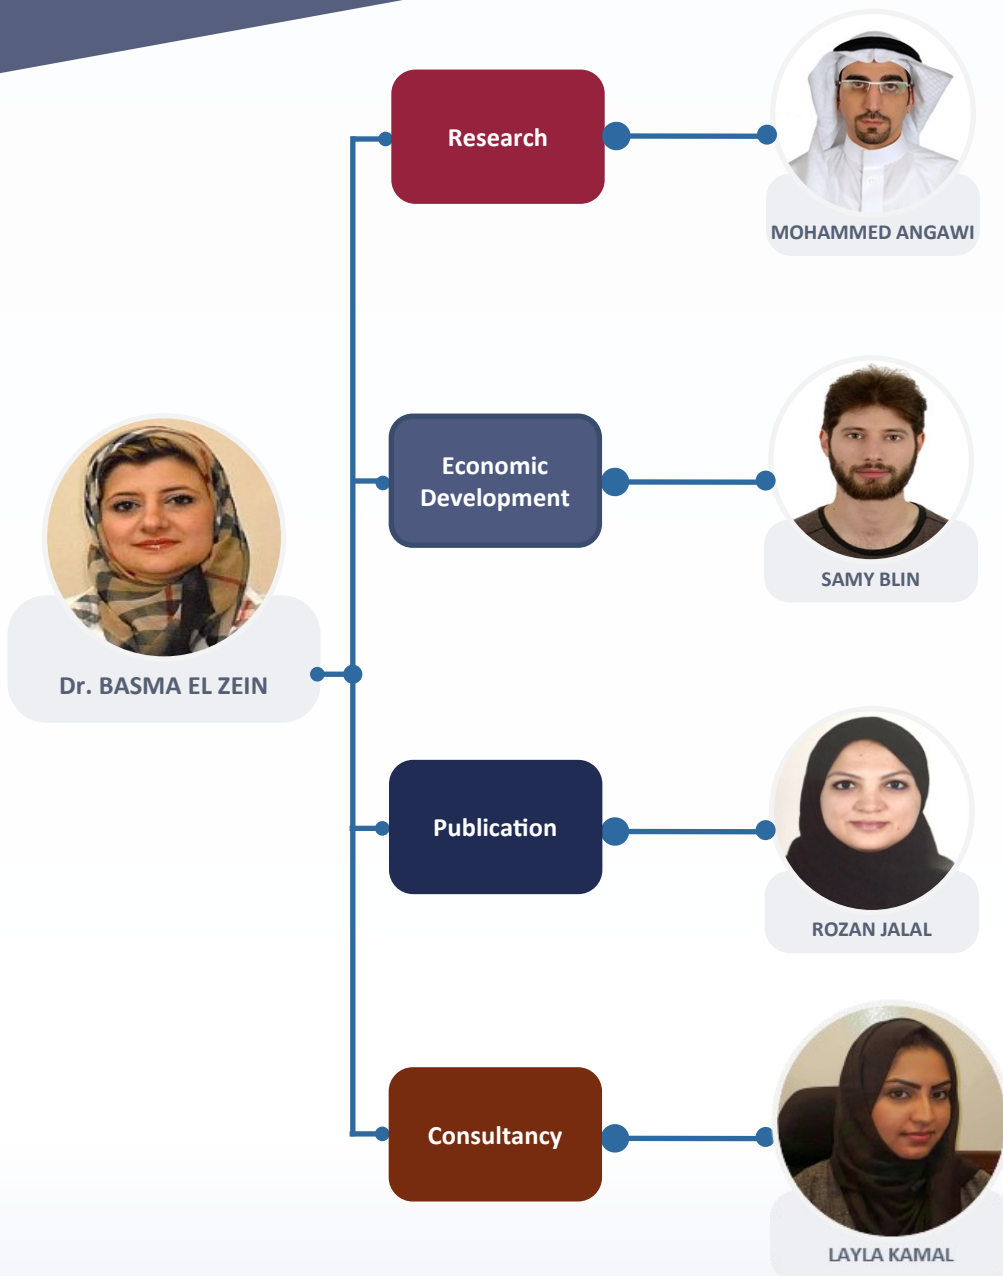 Research
MOHAMMED ANGAWI
Economic
Development
SAMY BLIN
Dr. BASMA EL ZEIN
Publication
ROZAN JALAL
Consultancy
LAYLA KAMAL